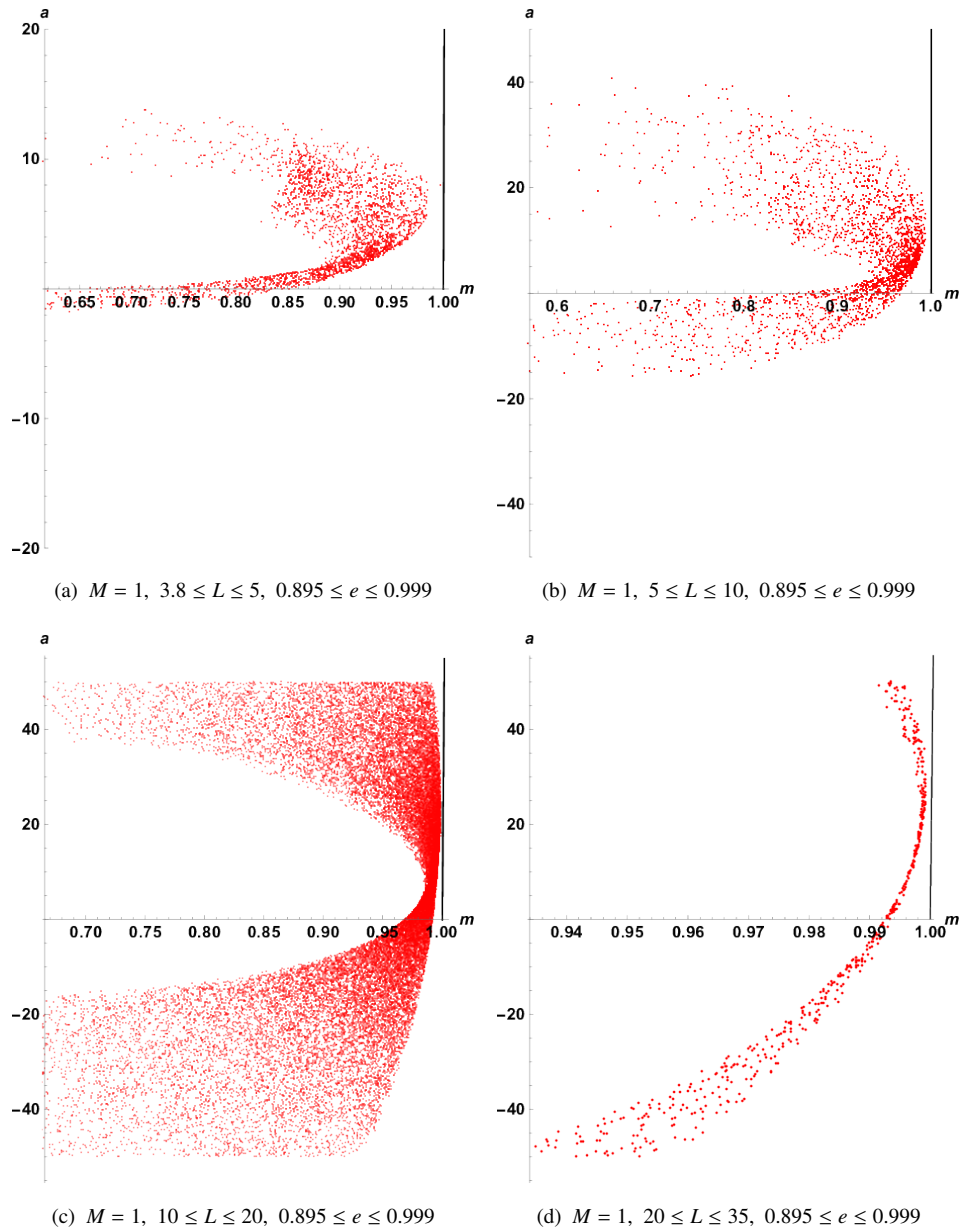 a
20
10
0.65 0.70 0.75 0.80 0.85 0.90 0.95 1.00 m
−10
−20
(a) M = 1, 3.8 ≤ L ≤ 5, 0.895 ≤ e ≤ 0.999
a
40
20
0.6 0.7 0.8 0.9 1.0 m
−20
−40
(b) M = 1, 5 ≤ L ≤ 10, 0.895 ≤ e ≤ 0.999
a
40
20
0.70 0.75 0.80 0.85 0.90 0.95 1.00 m
−20
−40
(c) M = 1, 10 ≤ L ≤ 20, 0.895 ≤ e ≤ 0.999
a
40
20
0.94 0.95 0.96 0.97 0.98 0.99 1.00 m
−20
−40
(d) M = 1, 20 ≤ L ≤ 35, 0.895 ≤ e ≤ 0.999